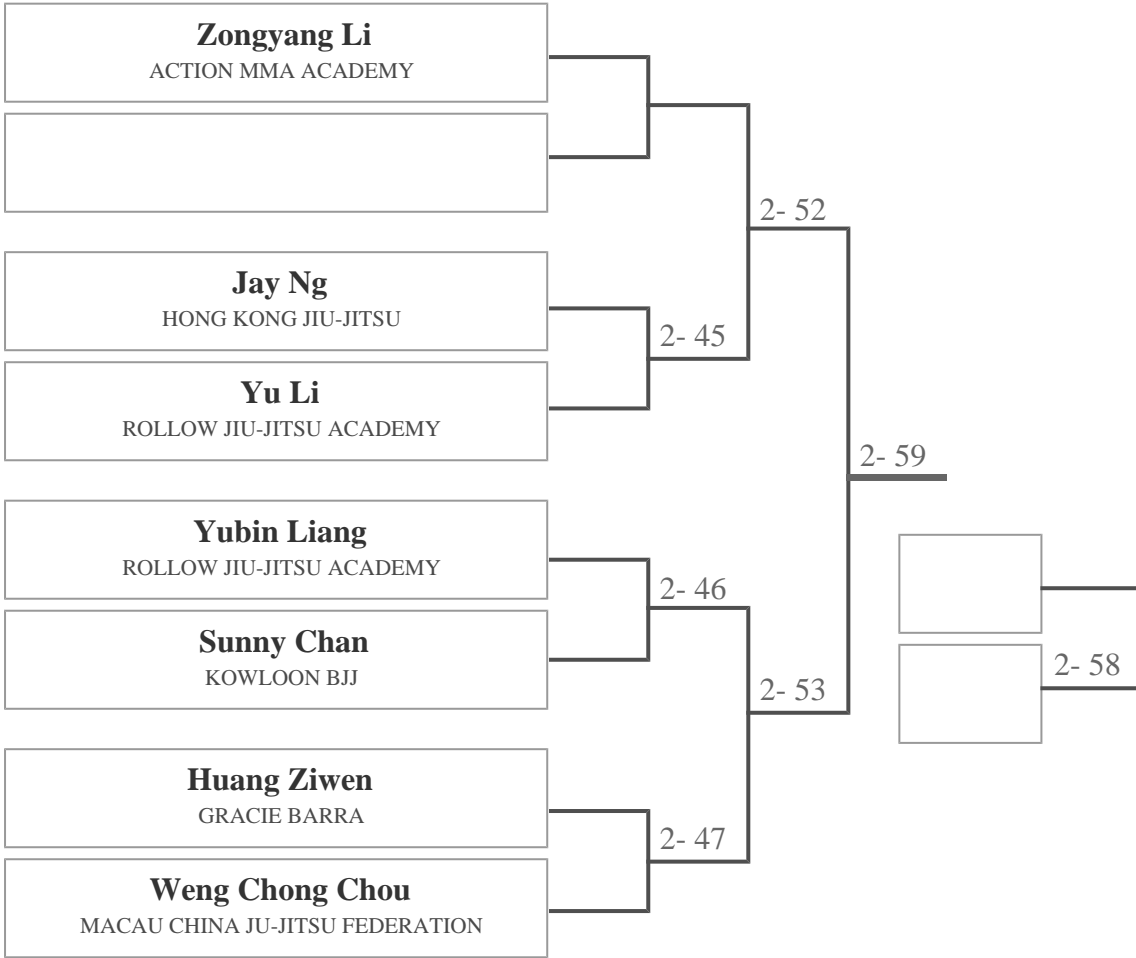 Zongyang Li
ACTION MMA ACADEMY
2- 52
Jay Ng
HONG KONG JIU-JITSU
2- 45
Yu Li
ROLLOW JIU-JITSU ACADEMY
2- 59
Yubin Liang
ROLLOW JIU-JITSU ACADEMY
2- 46
Sunny Chan
KOWLOON BJJ
2- 53
2- 58
Huang Ziwen
GRACIE BARRA
2- 47
Weng Chong Chou
MACAU CHINA JU-JITSU FEDERATION